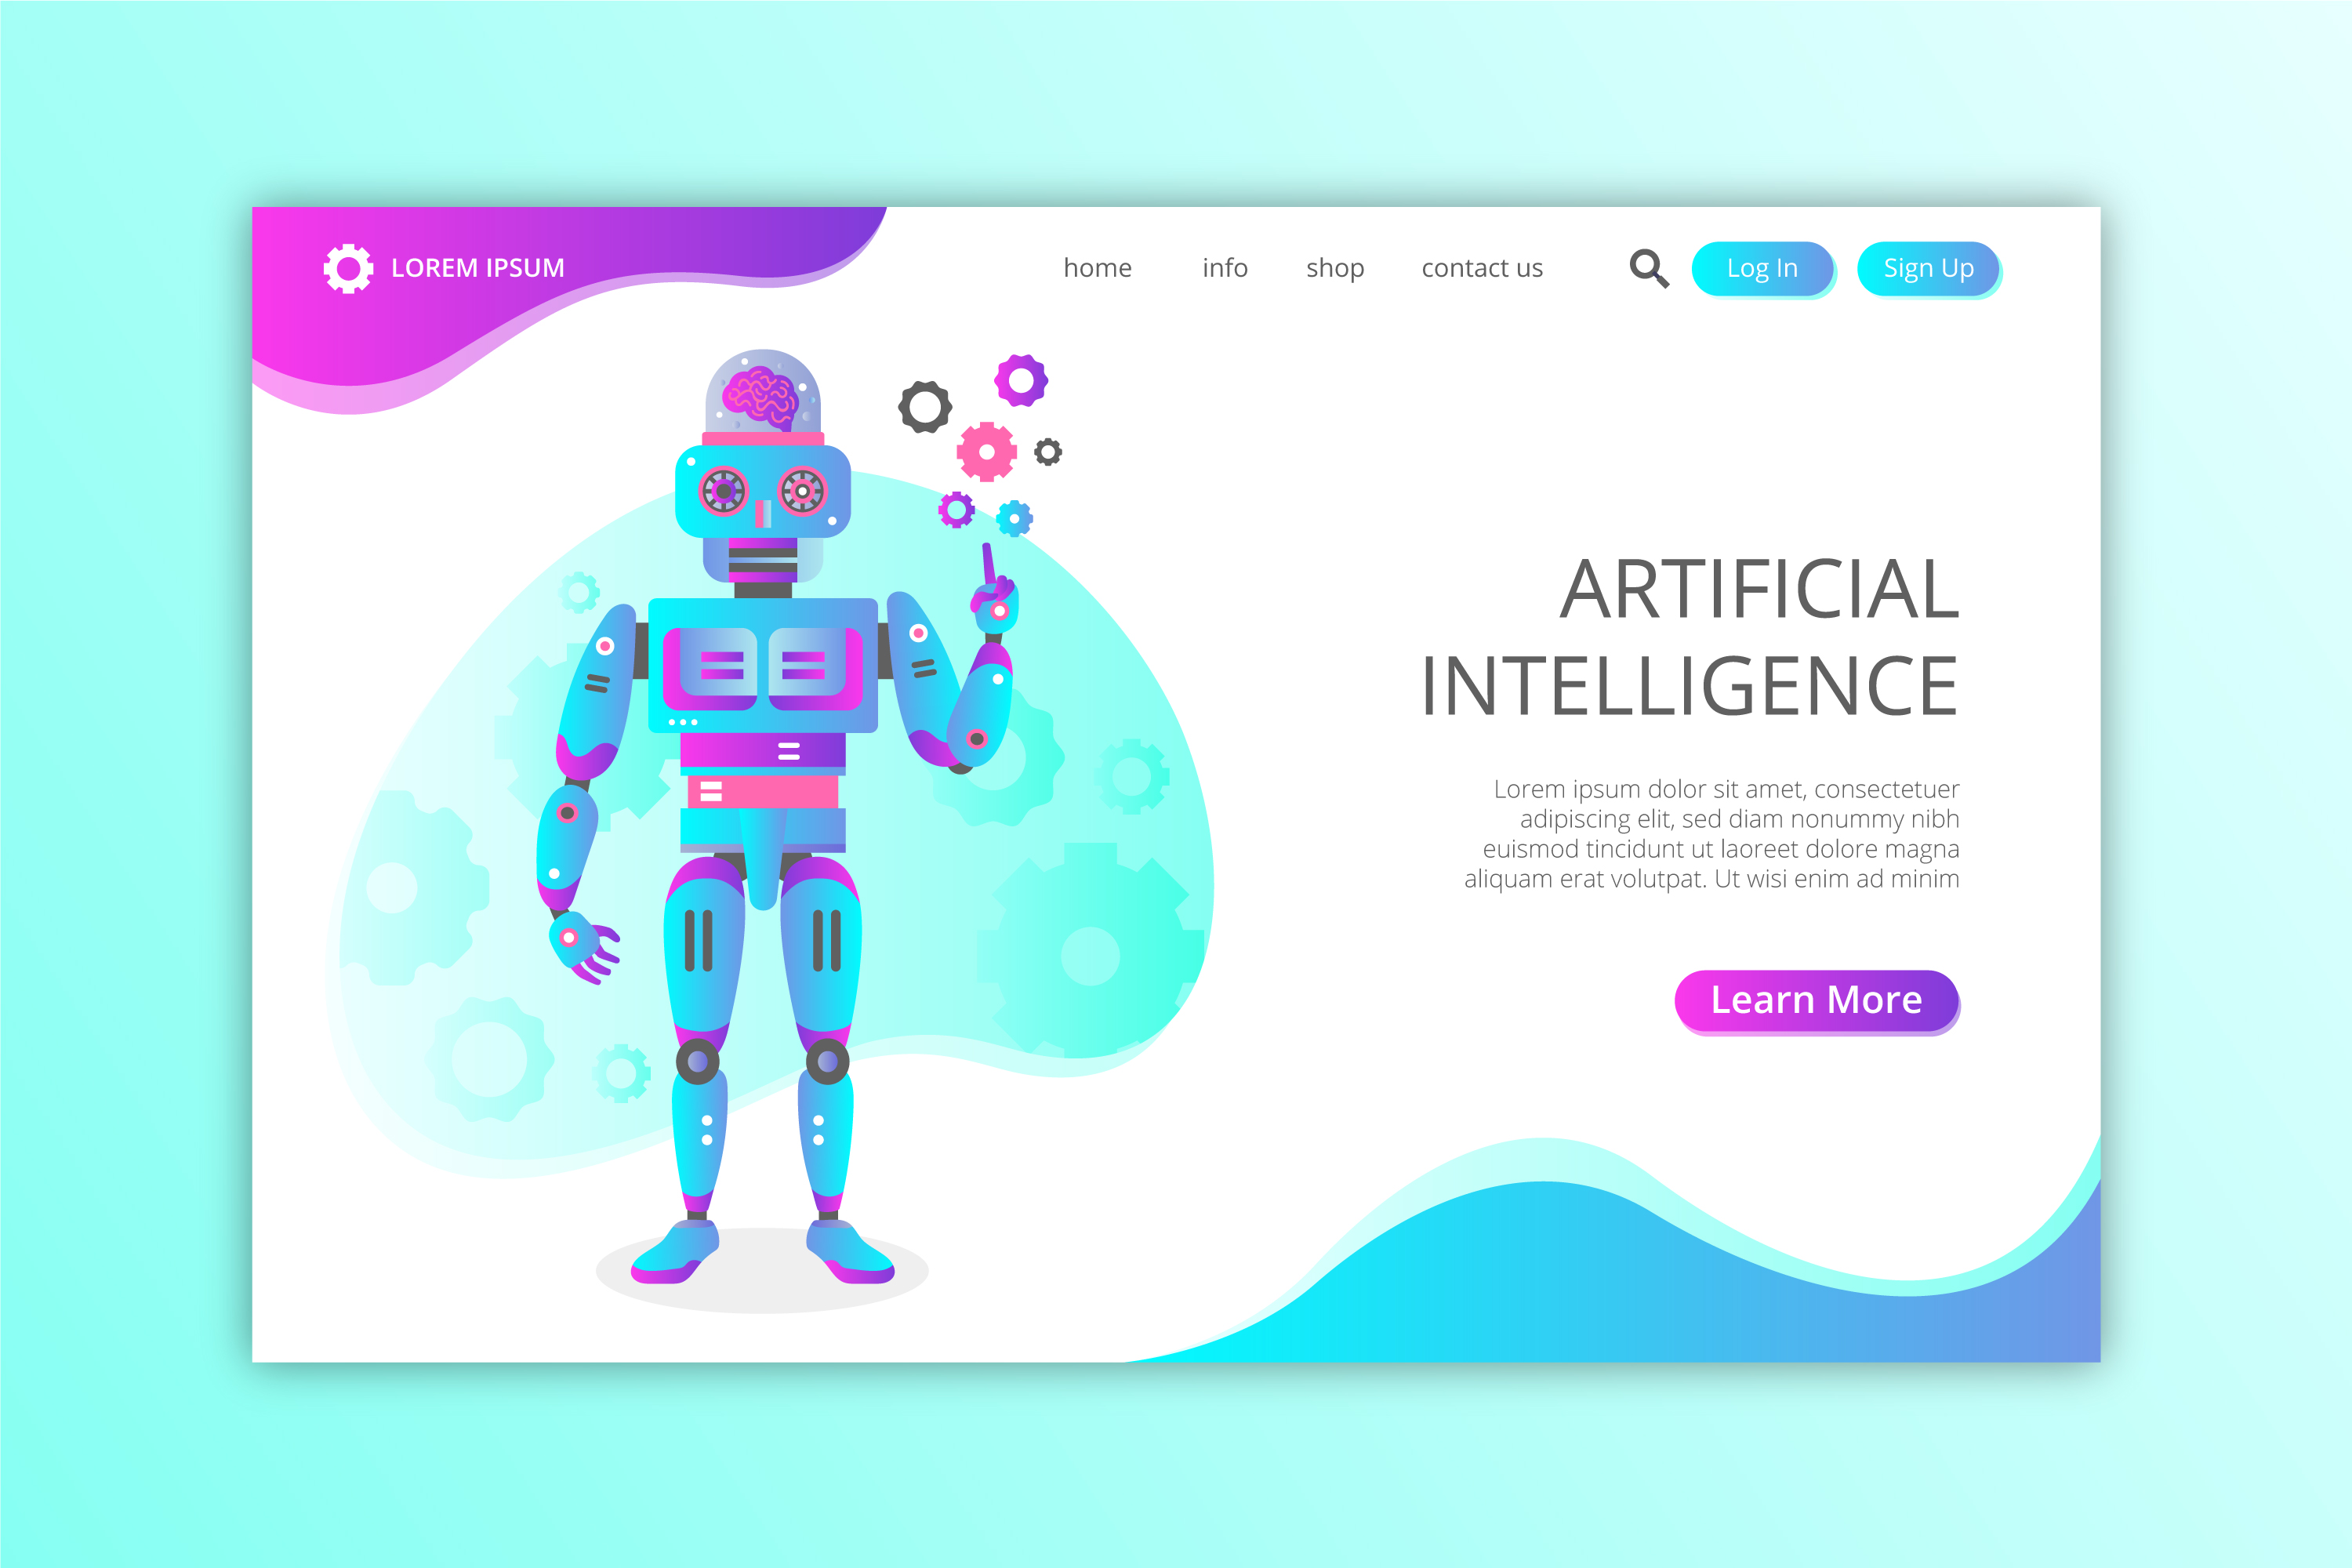 LOREM IPSUM
home info shop contact us Log In Sign Up
ARTIFICIAL
INTELLIGENCE
Lorem ipsum dolor sit amet, consectetuer
adipiscing elit, sed diam nonummy nibh
euismod tincidunt ut laoreet dolore magna
aliquam erat volutpat. Ut wisi enim ad minim
Learn More